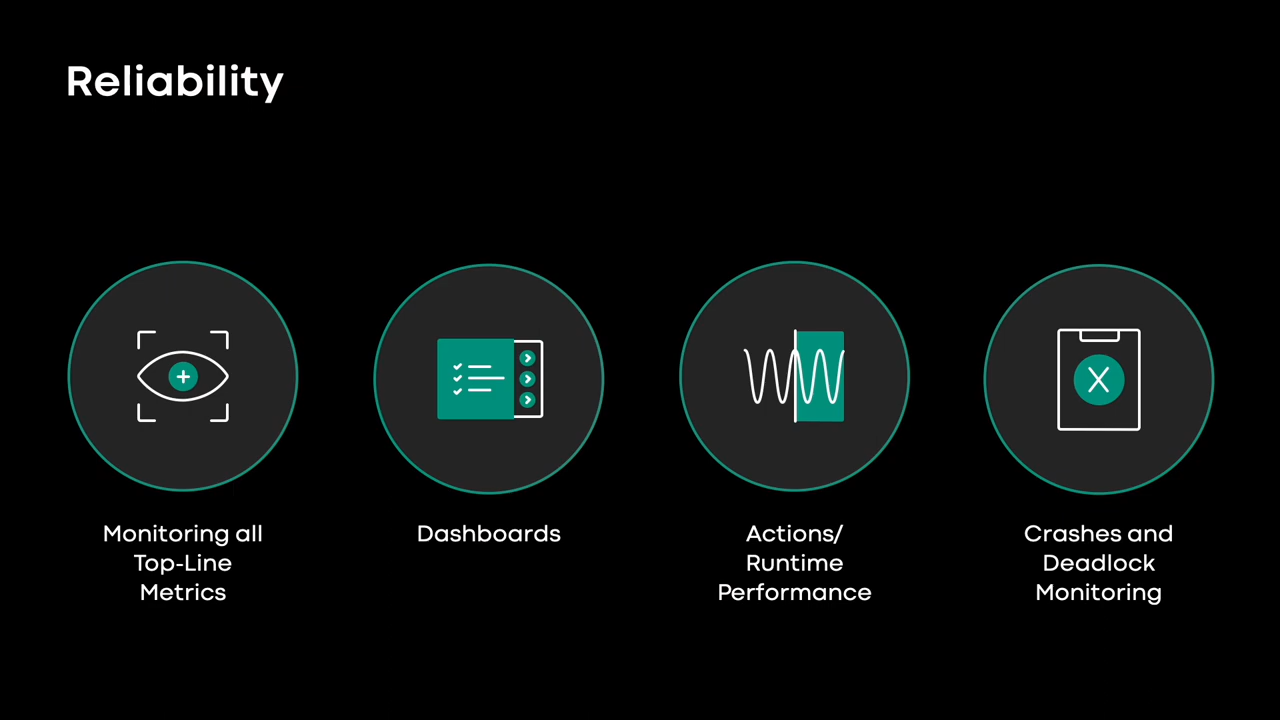 Reliability
Monitoring all
Top-Line
Metrics
Dashboards
Actions/
Runtime
Performance
Crashes and
Deadlock
Monitoring